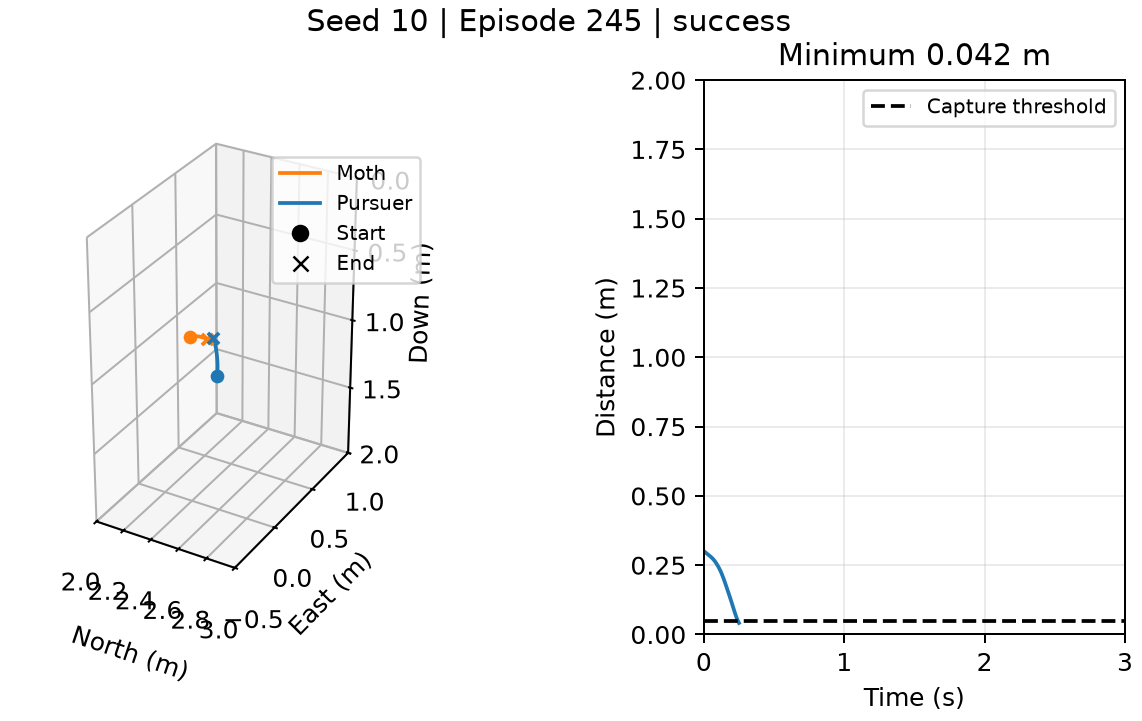 Seed 10 | Episode 245 | success
Moth
Pursuer
Start
End
0.0
0.5
1.0
1.5
2.0
Down (m)
1.0
0.5
0.0
−0.5
East (m)
2.0
2.2
2.4
2.6
2.8
3.0
North (m)
Minimum 0.042 m
Capture threshold
2.00
1.75
1.50
1.25
1.00
0.75
0.50
0.25
0.00
Distance (m)
0
1
2
3
Time (s)